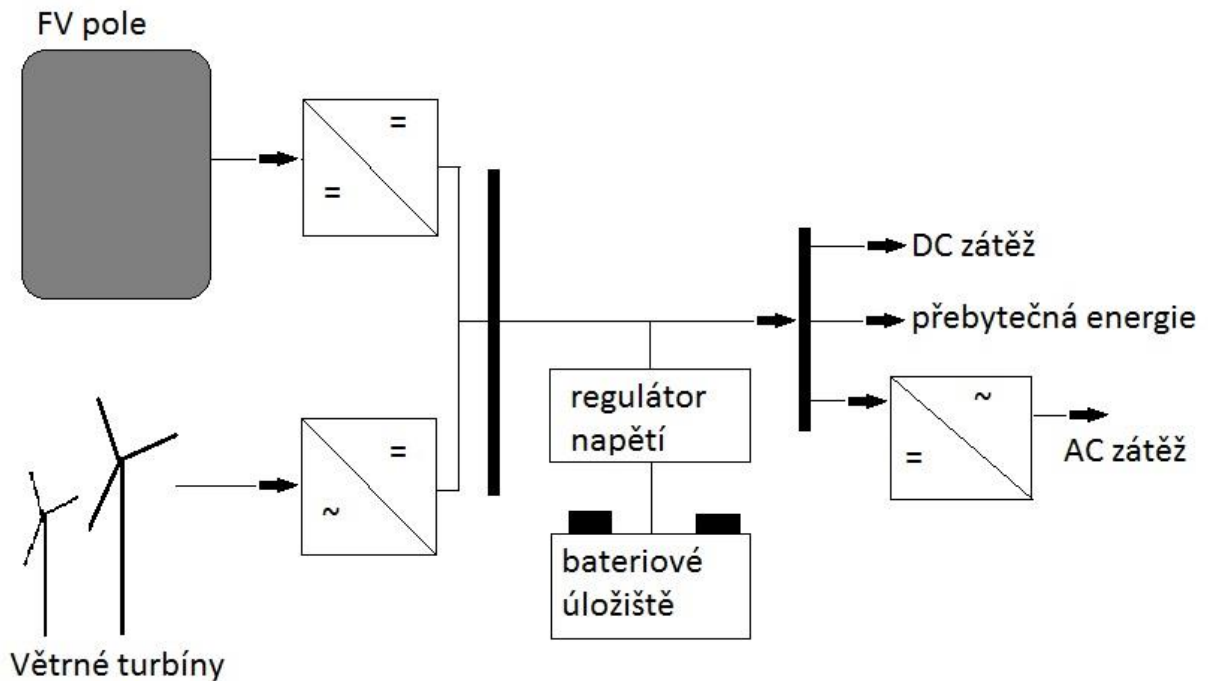 FV pole
=
=
=
~
Větrné turbíny
regulátor
napětí
bateriové
úložiště
DC zátěž
přebytečná energie
~
=
AC zátěž